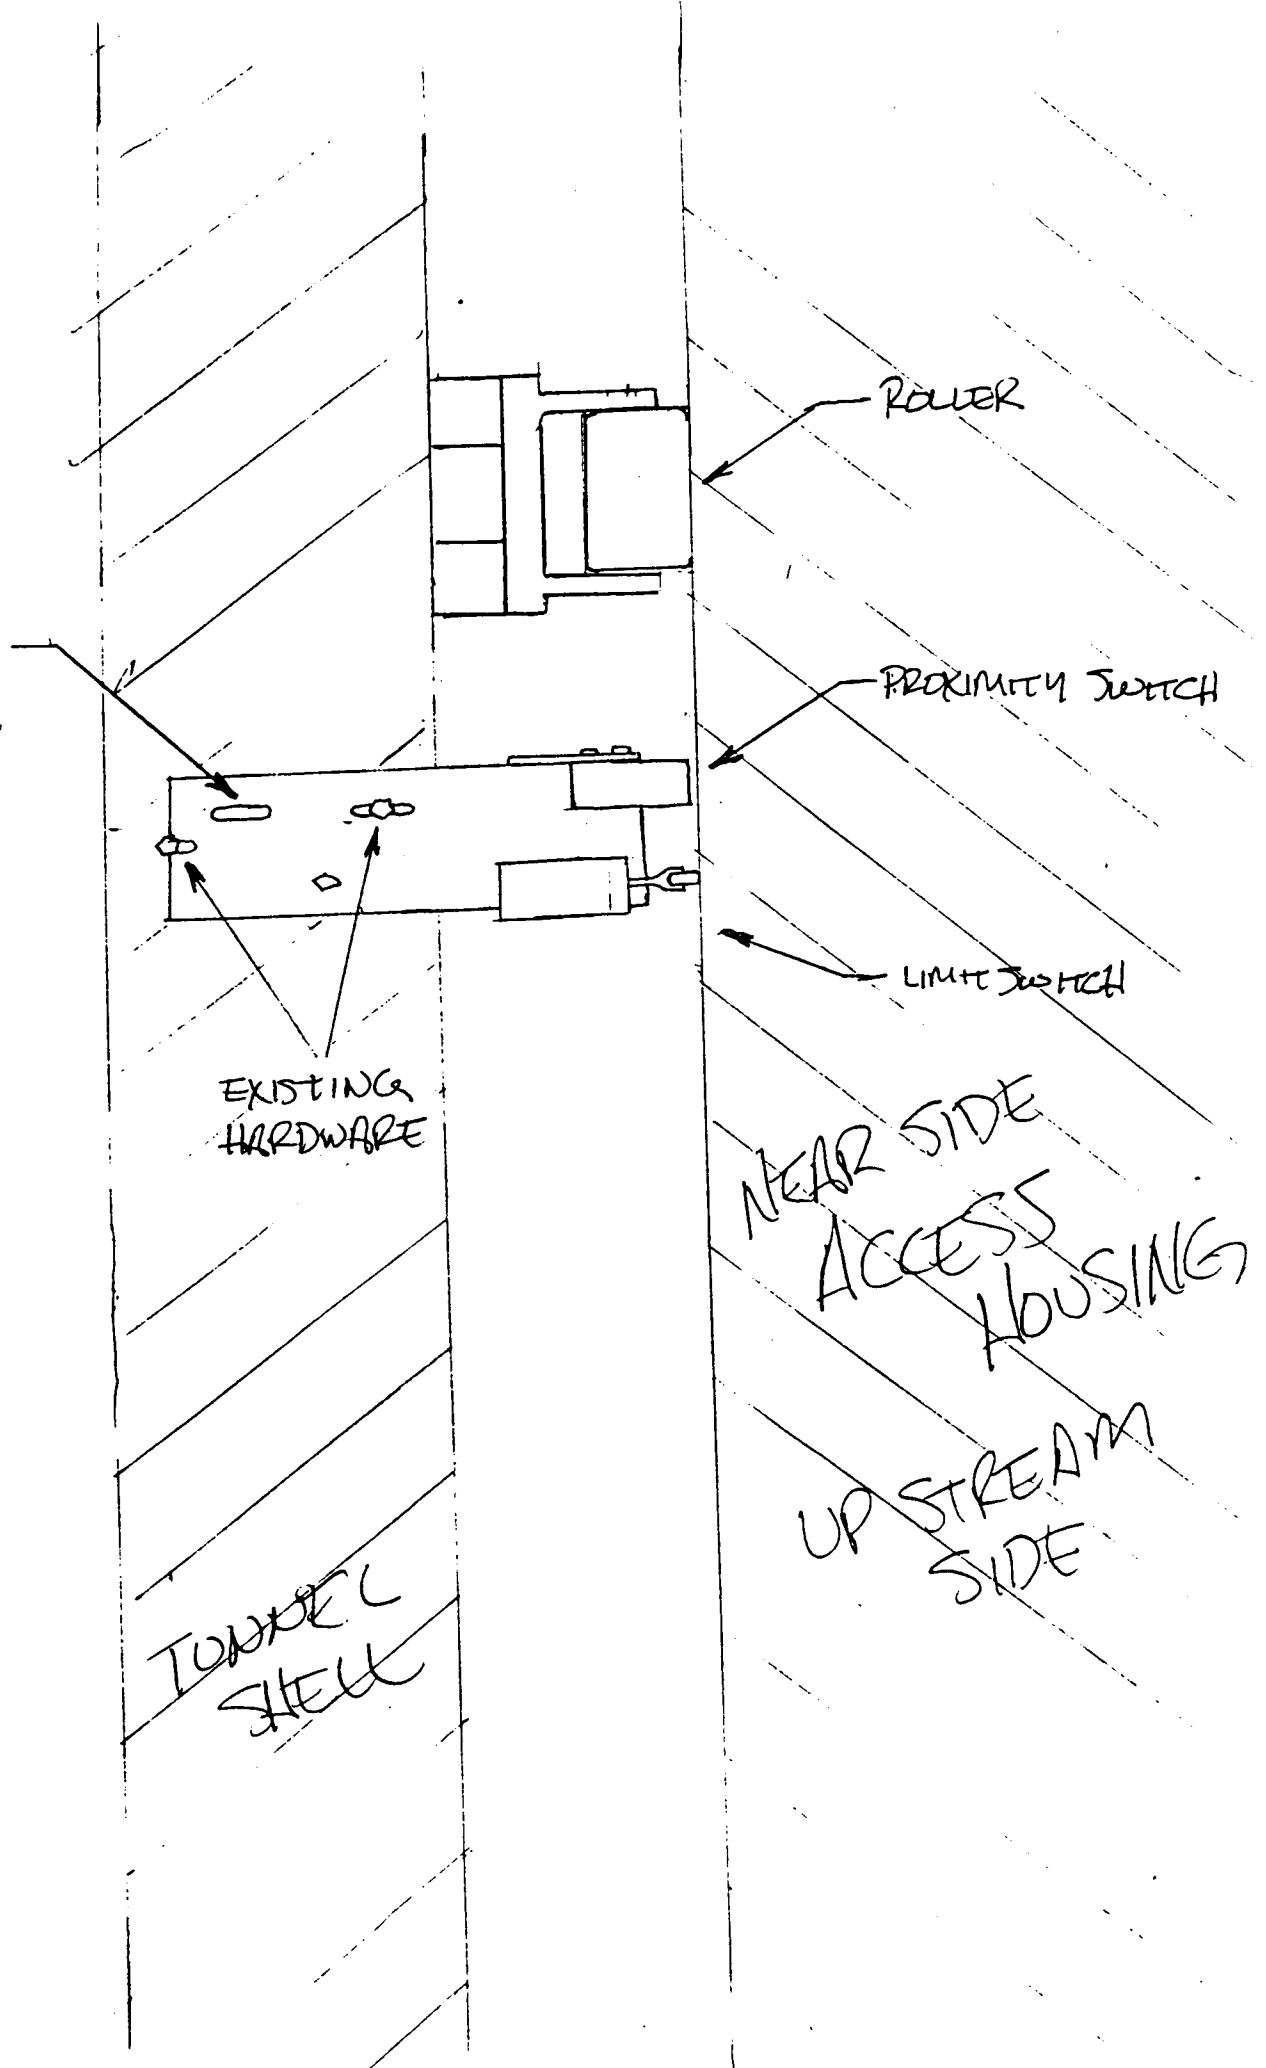 ROLLER
PROXIMITY SWITCH
LIMIT SWITCH
EXISTING
HARDWARE
NEAR SIDE
ACCESS
HOUSING
UP STREAM
SIDE
TUNNEL
SHELL